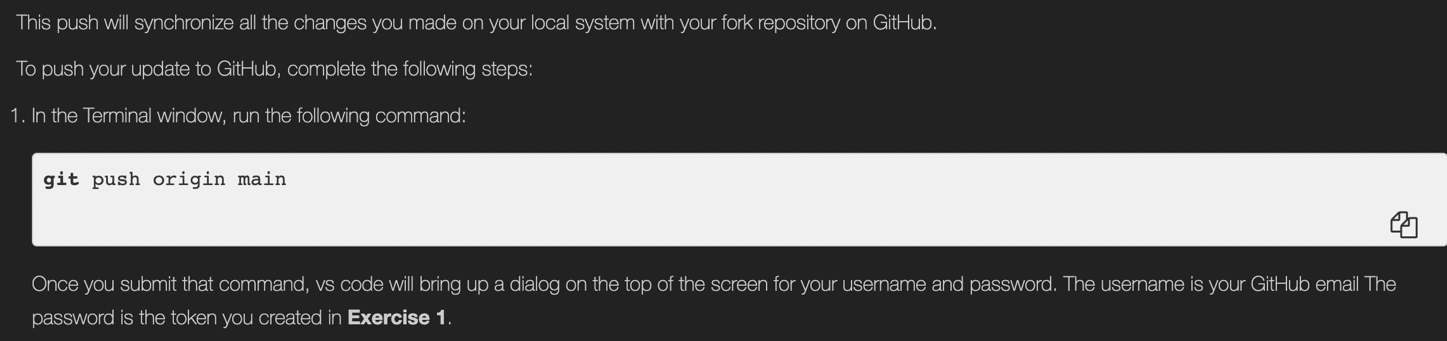 This push will synchronize all the changes you made on your local system with your fork repository on GitHub.
To push your update to GitHub, complete the following steps:
1. In the Terminal window, run the following command:
git push origin main
Once you submit that command, vs code will bring up a dialog on the top of the screen for your username and password. The username is your GitHub email The
password is the token you created in Exercise 1.